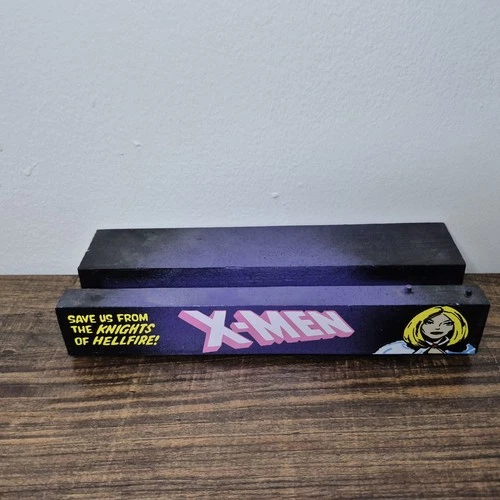 SAVE US FROM
THE KNIGHTS
OF HELLFIRE!
X-MEN